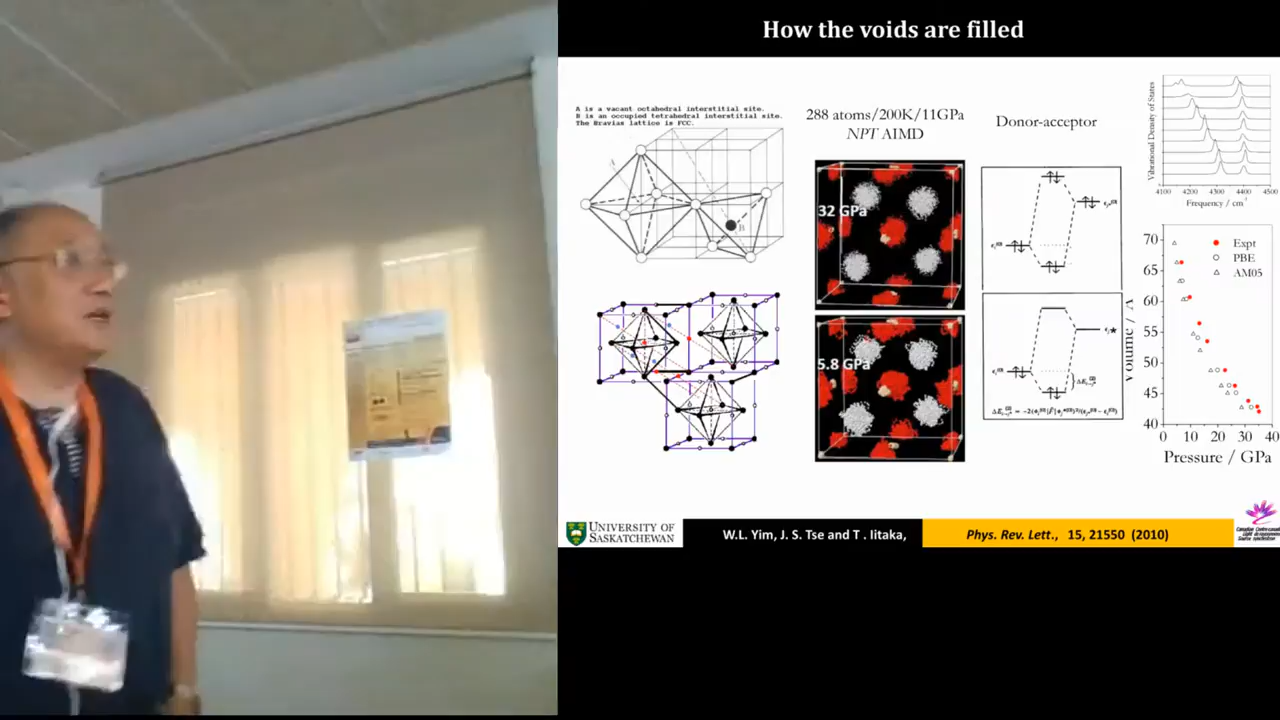 How the voids are filled
A is a vacant octahedral interstitial site.
B is an occupied tetrahedral interstitial site.
The Bravias lattice is FCC.
A
B
288 atoms/200K/11GPa
NPT AIMD
32 GPa
5.8 GPa
Donor-acceptor
Vibrational Density of States
4100 4200 4300 4400 4500
Frequency / cm⁻¹
Expt
PBE
AM05
70
65
60
55
50
45
40
0 10 20 30 40
Pressure / GPa
UNIVERSITY OF
SASKATCHEWAN
W.L. Yim, J. S. Tse and T . Iitaka,
Phys. Rev. Lett., 15, 21550 (2010)